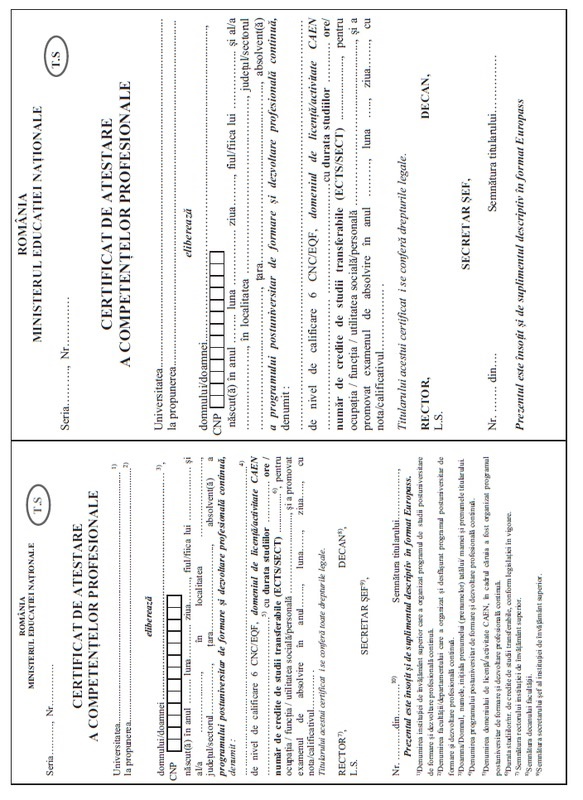 ROMÂNIA
MINISTERUL EDUCAȚIEI NAȚIONALE
T.S
Seria ........ Nr..................
CERTIFICAT DE ATESTARE
A COMPETENȚELOR PROFESIONALE
Universitatea.................................................................. 1)
la propunerea................................................................. 2)
eliberează
domnului/doamnei .......................................................... 3),
CNP
născut(ă) în anul ........ luna ........ ziua...., fiul/fiica lui ............ și
al/a ................ în localitatea ................,
județul/sectorul ................ țara ................ absolvent(ă) a
programului postuniversitar de formare și dezvoltare profesională continuă,
denumit : .................................................................. 4)
de nivel de calificare 6 CNC/EQF, domeniul de licență/activitate CAEN
........................ 5) cu durata studiilor ........ ore /
număr de credite de studii transferabile (ECTS/SECT) .......... 6), pentru
ocupația / funcția / utilitatea socială/personală ................, și a promovat
examenul de absolvire în anul ........, luna...., ziua...., cu
nota/calificativul..............
Titularului acestui certificat i se conferă toate drepturile legale.
RECTOR7), DECAN8),
L.S.
SECRETAR ȘEF9),
Nr. ...... din............ 10) Semnătura titularului..................,
Prezentul este însoțit și de suplimentul descriptiv în format Europass.
1)Denumirea instituției de învățământ superior care a organizat programul de studii postuniversitare
de formare și dezvoltare profesională continuă.
2)Denumirea facultății/departamentului care a organizat și desfășurat programul postuniversitar de
formare și dezvoltare profesională continuă.
3)Doamna/Domnul, numele, inițiala prenumelui (prenumelor) tatălui/ mamei și prenumele titularului.
4)Denumirea programului postuniversitar de formare și dezvoltare profesională continuă.
5)Denumirea domeniului de licență/activitate CAEN, în cadrul căruia a fost organizat programul
postuniversitar de formare și dezvoltare profesională continuă.
6)Durata studiilor/nr. de credite de studii transferabile, conform legislației în vigoare.
7) Semnătura rectorului instituției de învățământ superior.
8)Semnătura decanului facultății.
9)Semnătura secretarului șef al instituției de învățământ superior.
ROMÂNIA
MINISTERUL EDUCAȚIEI NAȚIONALE
T.S
Seria.........., Nr..................
CERTIFICAT DE ATESTARE
A COMPETENȚELOR PROFESIONALE
Universitatea..................................................................
la propunerea..................................................................
eliberează
domnului/doamnei..............................................................,
CNP
născut(ă) în anul ...... luna ............ ziua ...., fiul/fiica lui .......... și al/a
................, în localitatea ................, județul/sectorul
................, țara ................, absolvent(ă)
a programului postuniversitar de formare și dezvoltare profesională continuă,
denumit :
..................................................................
de nivel de calificare 6 CNC/EQF, domeniul de licență/activitate CAEN
................................ cu durata studiilor ........ ore/
număr de credite de studii transferabile (ECTS/SECT) .........., pentru
ocupația / funcția / utilitatea socială/personală ................, și a
promovat examenul de absolvire în anul ........, luna ...., ziua...., cu
nota/calificativul.............. .
Titularului acestui certificat i se conferă drepturile legale.
RECTOR, DECAN,
L.S.
SECRETAR ȘEF,
Nr. ...... din.... Semnătura titularului..................
Prezentul este însoțit și de suplimentul descriptiv în format Europass